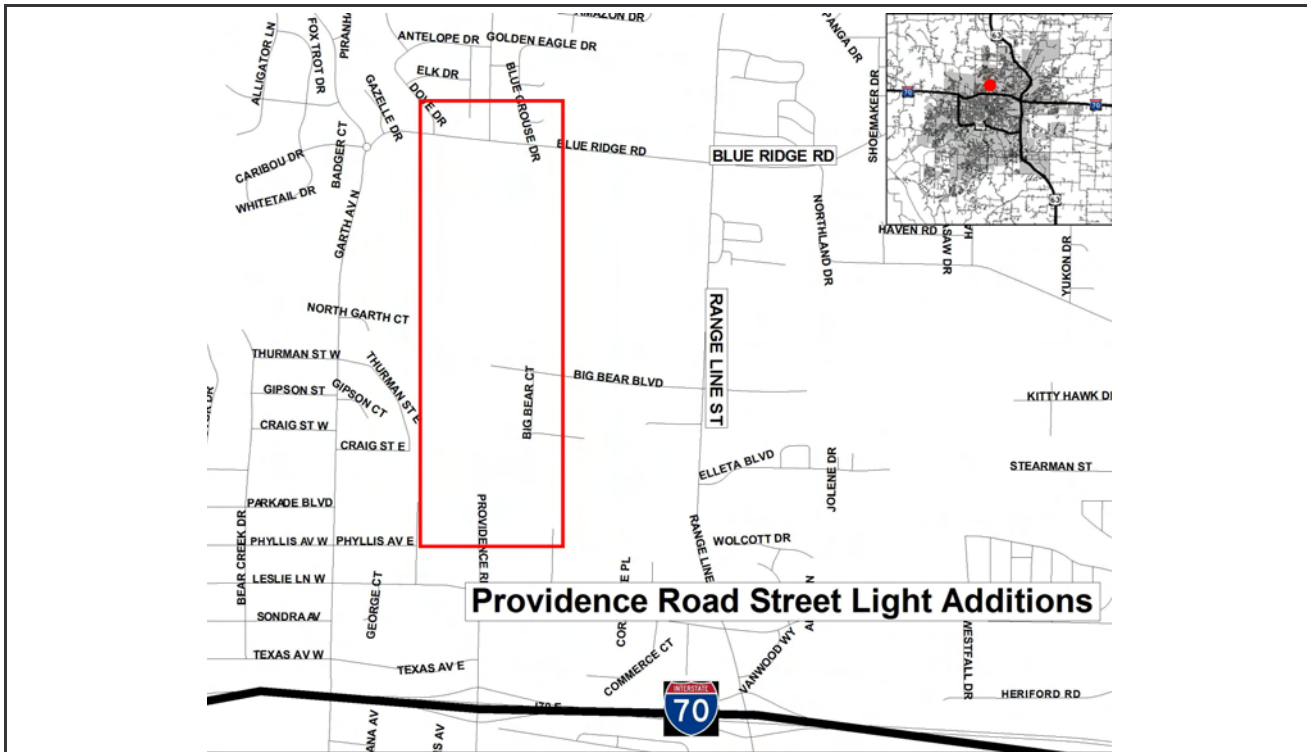 AMAZON DR
ALLIGATOR LN
FOX TROT DR
ANTELOPE DR
GOLDEN EAGLE DR
ELK DR
GAZELLE DR
DOVE DR
BLUE GROUSE DR
SHOEMAKER DR
63
70
70
63
BADGER CT
BLUE RIDGE RD
BLUE RIDGE RD
CARIBOU DR
WHITETAIL DR
GARTH AV N
NORTHLAND DR
HAVEN RD
YUKON DR
NORTH GARTH CT
RANGE LINE ST
THURMAN ST W
THURMAN ST E
GIPSON ST
GIPSON CT
BIG BEAR BLVD
BIG BEAR CT
KITTY HAWK
CRAIG ST W
CRAIG ST E
ELLETA BLVD
JOLENE DR
STEARMAN ST
PARKADE BLVD
BEAR CREEK DR
PROVIDENCE
RANGE LINE
WOLCOTT DR
PHYLLIS AV W
PHYLLIS AV E
LESLIE LN W
GEORGE CT
Providence Road Street Light Additions
SONDRA AV
TEXAS AV W
TEXAS AV E
COMMERCE CT
VANWOOD WY
WESTFALL DR
HERIFORD RD
INTERSTATE
70